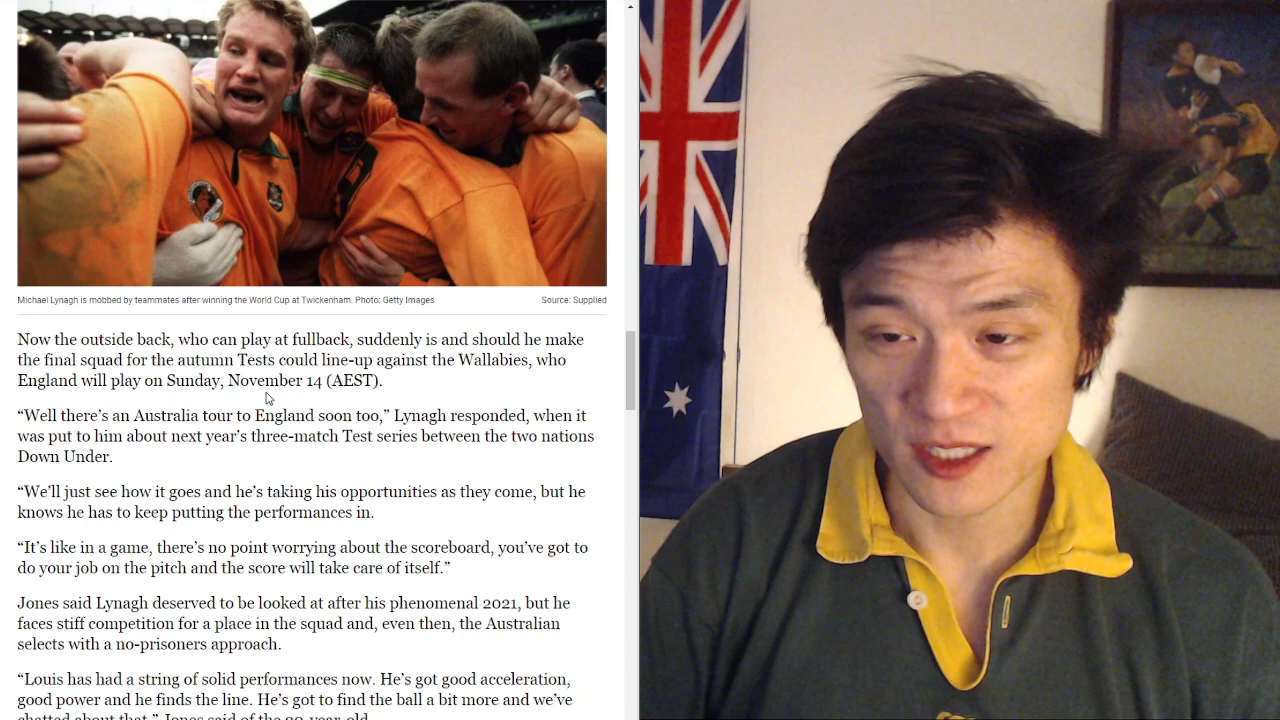 Michael Lynagh is mobbed by teammates after winning the World Cup at Twickenham. Photo: Getty Images
Source: Supplied
Now the outside back, who can play at fullback, suddenly is and should he make
the final squad for the autumn Tests could line-up against the Wallabies, who
England will play on Sunday, November 14 (AEST).
“Well there’s an Australia tour to England soon too,” Lynagh responded, when it
was put to him about next year’s three-match Test series between the two nations
Down Under.
“We’ll just see how it goes and he’s taking his opportunities as they come, but he
knows he has to keep putting the performances in.
“It’s like in a game, there’s no point worrying about the scoreboard, you’ve got to
do your job on the pitch and the score will take care of itself.”
Jones said Lynagh deserved to be looked at after his phenomenal 2021, but he
faces stiff competition for a place in the squad and, even then, the Australian
selects with a no-prisoners approach.
“Louis has had a string of solid performances now. He’s got good acceleration,
good power and he finds the line. He’s got to find the ball a bit more and we’ve
chatted about that,” Jones said of the 20-year-old.